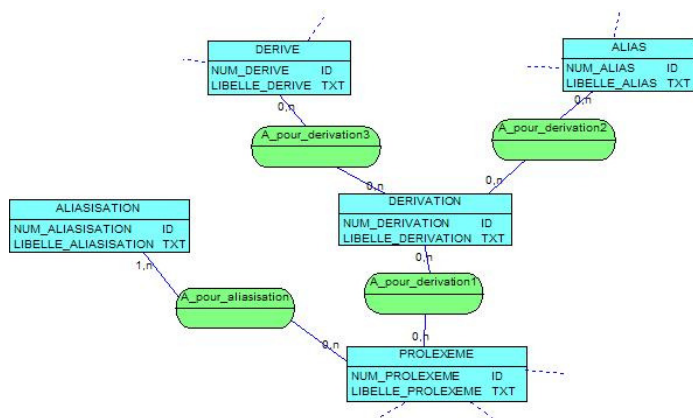 DERIVE
NUM_DERIVE ID
LIBELLE_DERIVE TXT
0,n
ALIAS
NUM_ALIAS ID
LIBELLE_ALIAS TXT
0,n
A_pour_derivation3
A_pour_derivation2
0,n
0,n
ALIASISATION
NUM_ALIASISATION ID
LIBELLE_ALIASISATION TXT
1,n
DERIVATION
NUM_DERIVATION ID
LIBELLE_DERIVATION TXT
0,n
A_pour_aliasisation
A_pour_derivation1
0,n
0,n
PROLEXEME
NUM_PROLEXEME ID
LIBELLE_PROLEXEME TXT